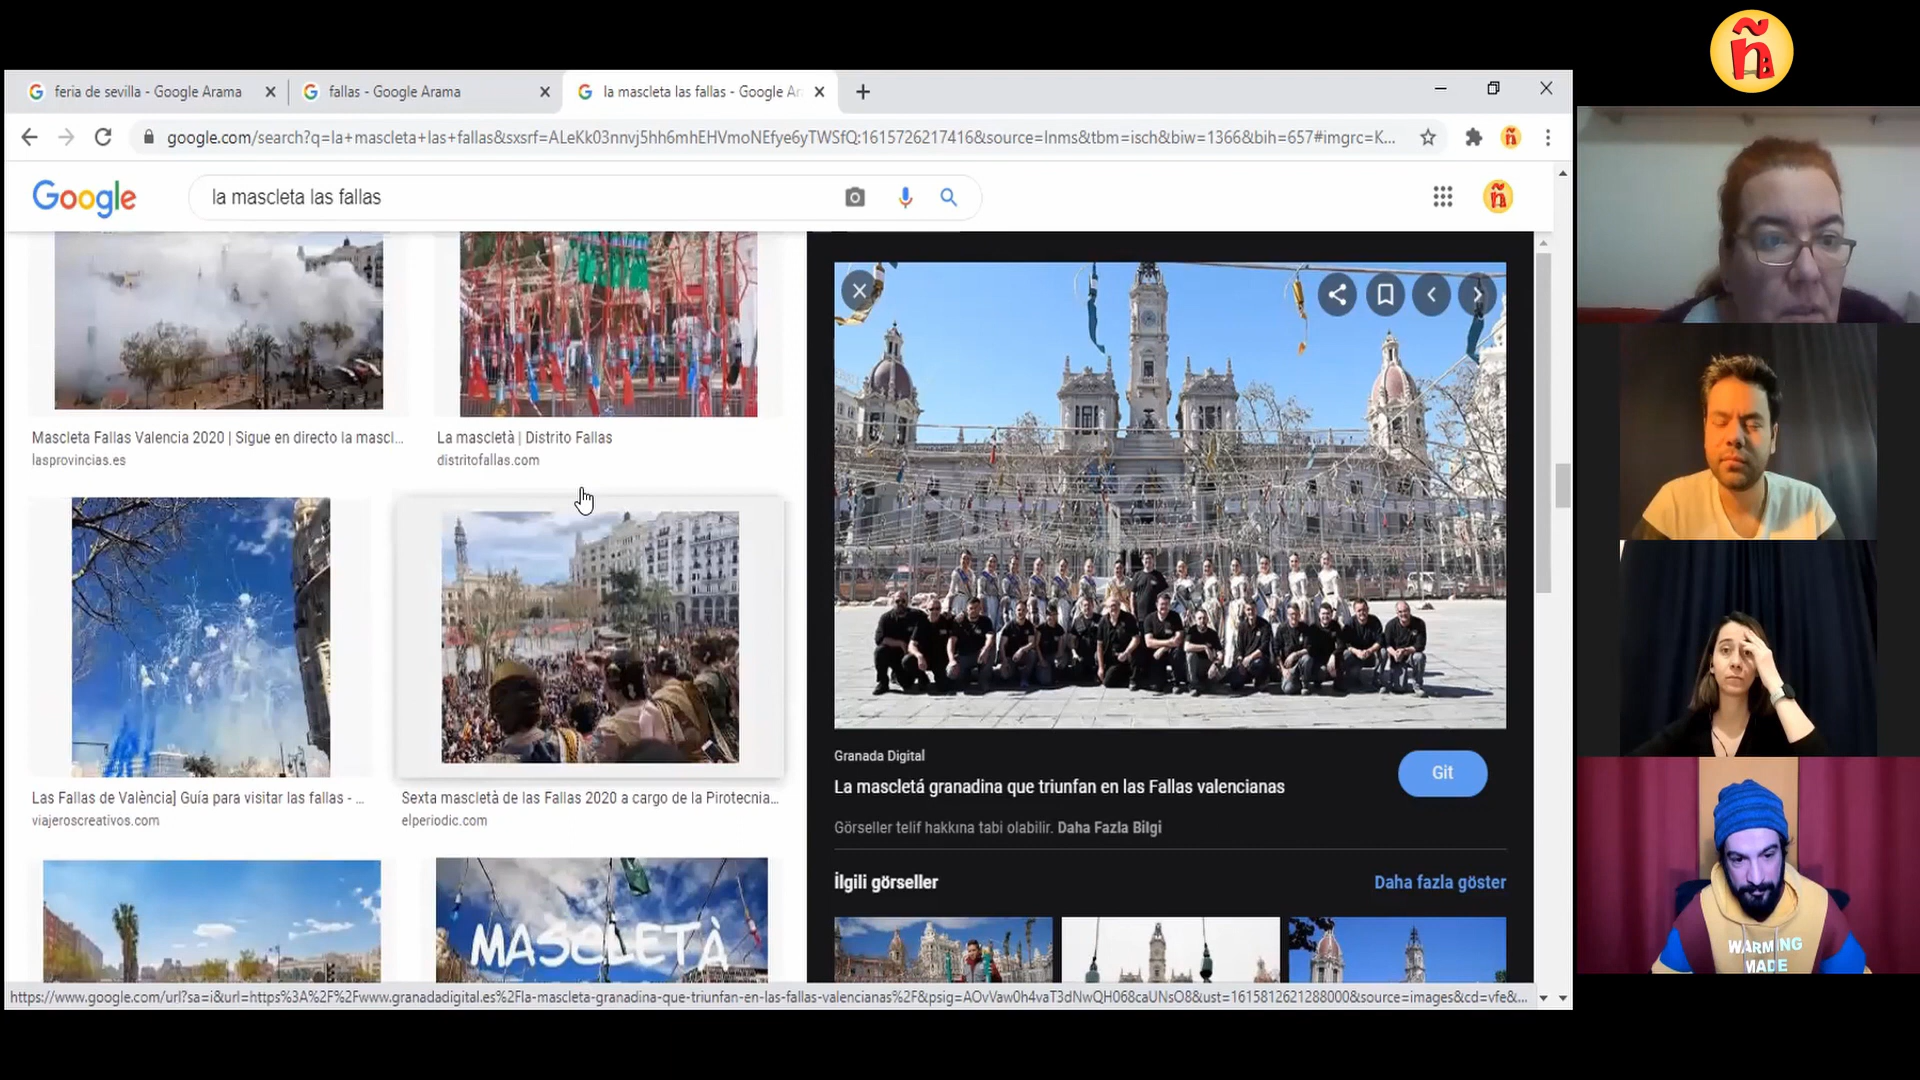 ñ
feria de sevilla - Google Arama
fallas - Google Arama
la mascleta las fallas - Google Ar
google.com/search?q=la+mascleta+las+fallas&sxsrf=ALeKk03nnvj5hh6mhEHVmoNEfye6yTWSfQ:1615726217416&source=lnms&tbm=isch&biw=1366&bih=657#imgrc=K...
Google
la mascleta las fallas
Mascleta Fallas Valencia 2020 | Sigue en directo la mascl...
lasprovincias.es
La mascletà | Distrito Fallas
distritofallas.com
Las Fallas de València] Guía para visitar las fallas - ...
viajeroscreativos.com
Sexta mascletà de las Fallas 2020 a cargo de la Pirotecnia...
elperiodic.com
MASCLETÀ
Granada Digital
La mascletá granadina que triunfan en las Fallas valencianas
Git
Görseller telif hakkına tabi olabilir. Daha Fazla Bilgi
İlgili görseller
Daha fazla göster
https://www.google.com/url?sa=i&url=https%3A%2F%2Fwww.granadadigital.es%2Fla-mascleta-granadina-que-triunfan-en-las-fallas-valencianas%2F&psig=AOvVaw0h4vaT3dNwQH068caUNsO8&ust=1615812621288000&source=images&cd=vfe&...
WARMING
MADE